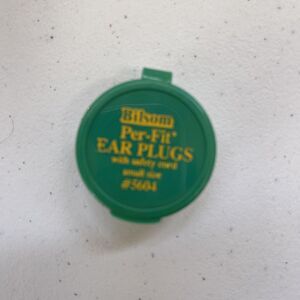 Bilsom
Per-Fit®
EAR PLUGS
with safety cord
small size
#5604